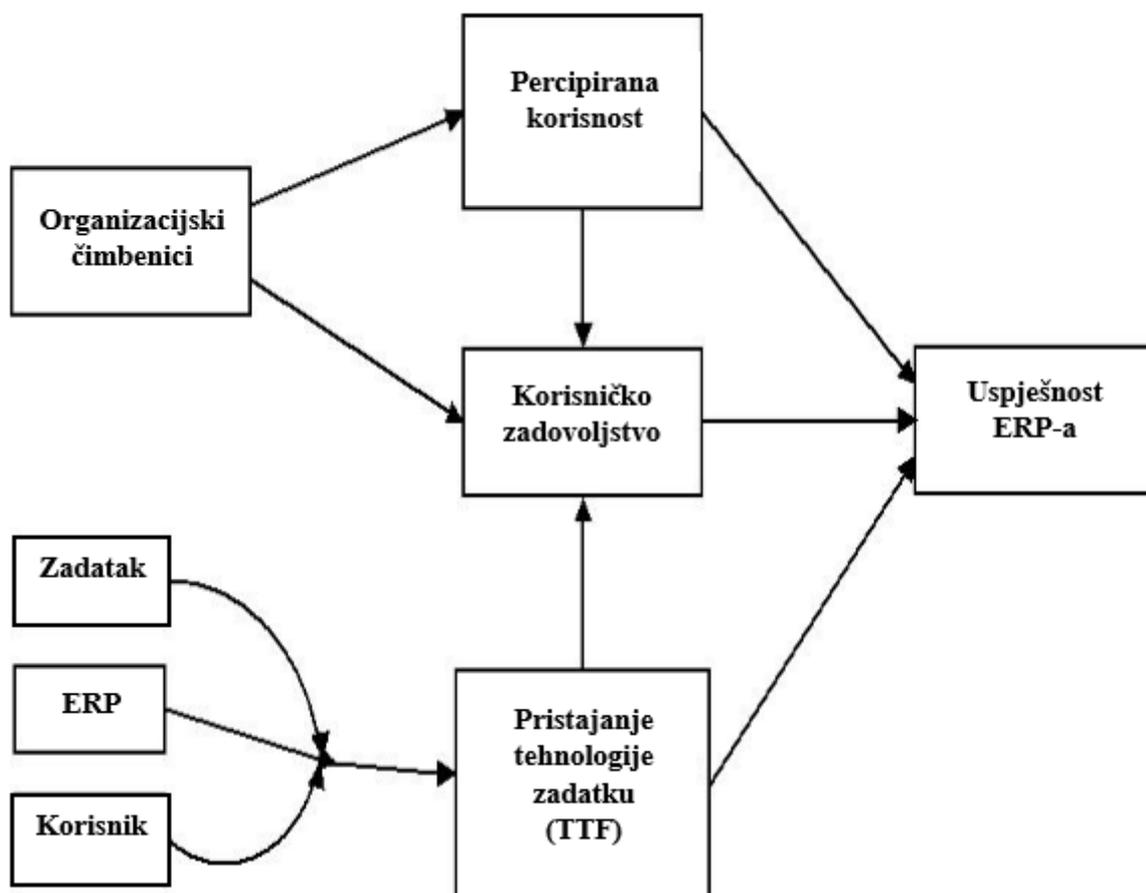 Percipirana
korisnost
Organizacijski
čimbenici
Korisničko
zadovoljstvo
Uspješnost
ERP-a
Zadatak
ERP
Korisnik
Pristajanje
tehnologije
zadatku
(TTF)